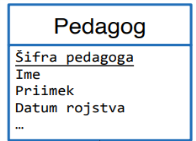 Pedagog
Šifra pedagoga
Ime
Priimek
Datum rojstva
…